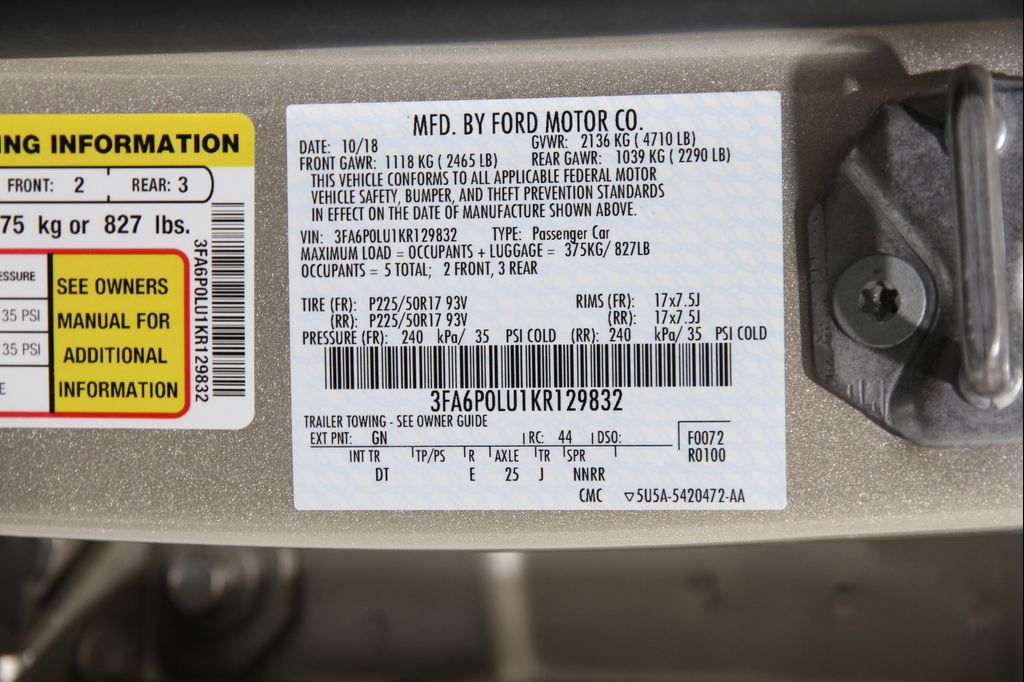 NG INFORMATION
FRONT: 2 REAR: 3
75 kg or 827 lbs.
3FA6P0LU1KR129832
SEE OWNERS
35 PSI MANUAL FOR
35 PSI ADDITIONAL
INFORMATION
MFD. BY FORD MOTOR CO.
DATE: 10/18 GVWR: 2136 KG ( 4710 LB)
FRONT GAWR: 1118 KG ( 2465 LB) REAR GAWR: 1039 KG ( 2290 LB)
THIS VEHICLE CONFORMS TO ALL APPLICABLE FEDERAL MOTOR
VEHICLE SAFETY, BUMPER, AND THEFT PREVENTION STANDARDS
IN EFFECT ON THE DATE OF MANUFACTURE SHOWN ABOVE.
VIN: 3FA6P0LU1KR129832 TYPE: Passenger Car
MAXIMUM LOAD = OCCUPANTS + LUGGAGE = 375KG/ 827LB
OCCUPANTS = 5 TOTAL; 2 FRONT, 3 REAR
TIRE (FR): P225/50R17 93V RIMS (FR): 17x7.5J
(RR): P225/50R17 93V (RR): 17x7.5J
PRESSURE (FR): 240 kPa/ 35 PSI COLD (RR): 240 kPa/ 35 PSI COLD
3FA6P0LU1KR129832
TRAILER TOWING - SEE OWNER GUIDE
EXT PNT: GN RC: 44 DSO: F0072
INT TR TP/PS R AXLE TR SPR R0100
DT E 25 J NNRR
CMC ▽5U5A-5420472-AA